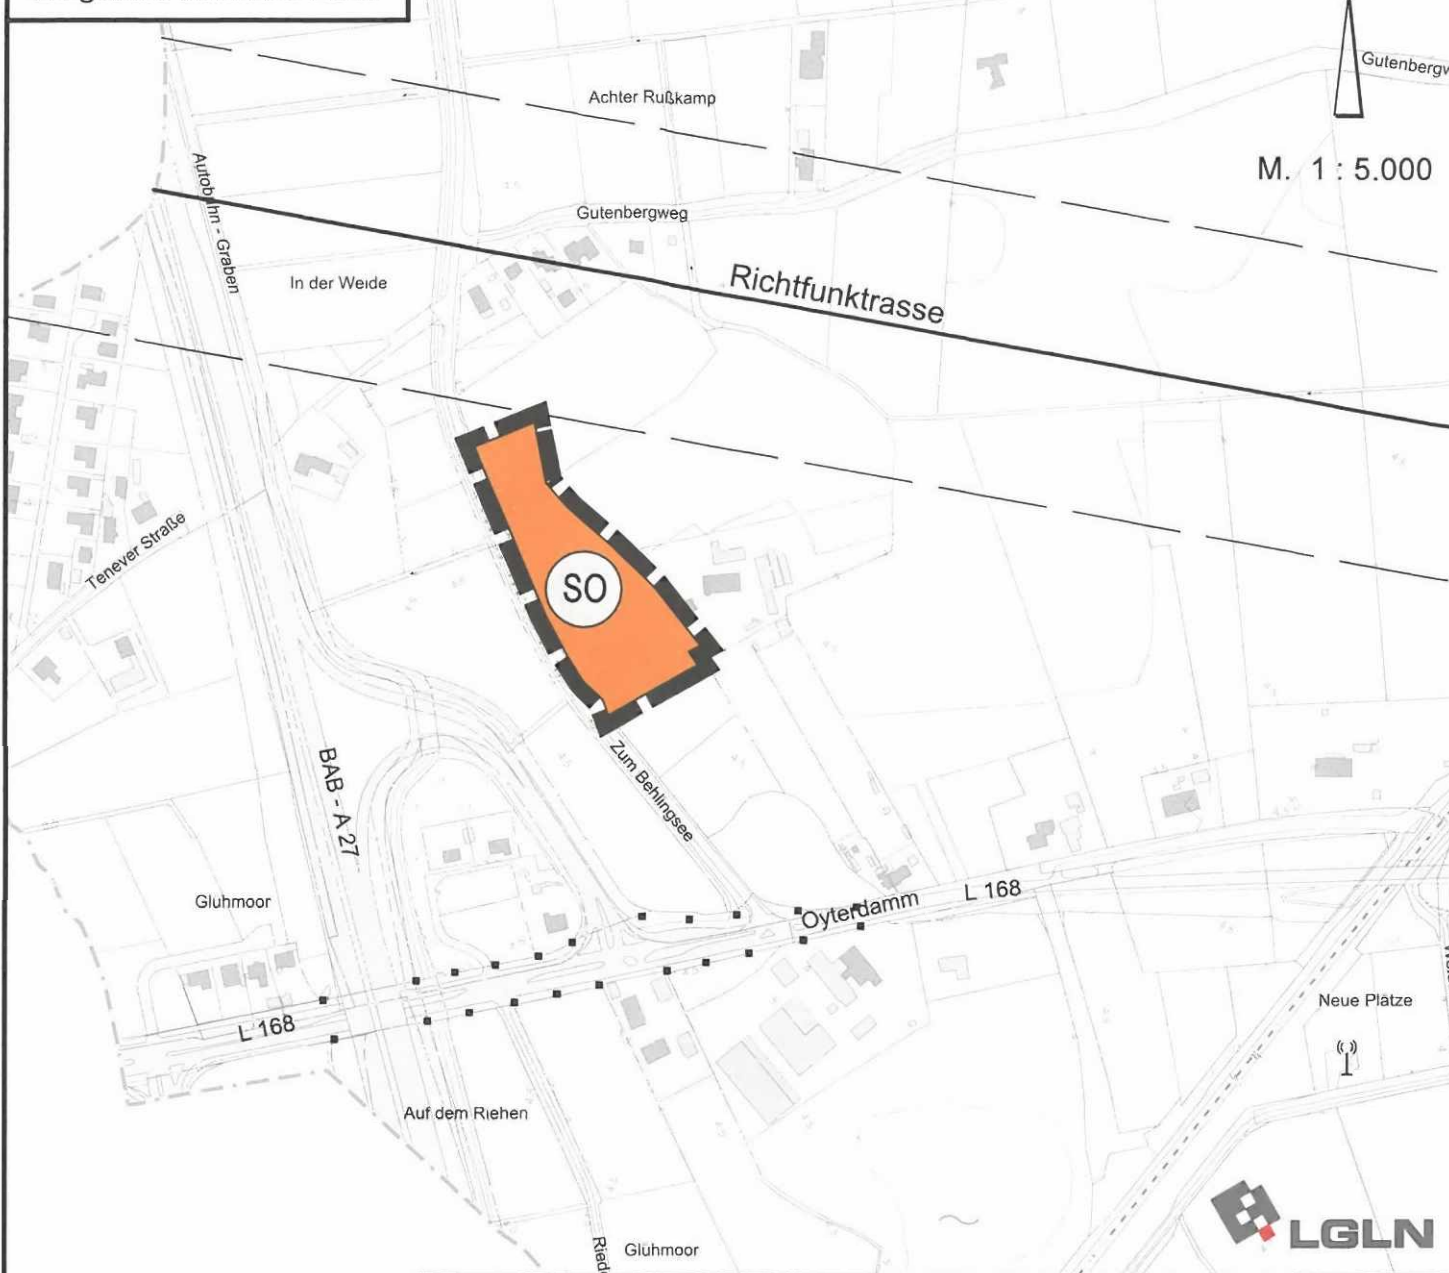 Gutenbergw
Achter Rußkamp
M. 1 : 5.000
Autobahn - Graben
Gutenbergweg
In der Weide
Richtfunktrasse
Tenever Straße
SO
Zum Behlingsee
BAB - A 27
Gluhmoor
Oyterdamm
L 168
L 168
Neue Plätze
Auf dem Riehen
Gluhmoor
Riede
LGLN